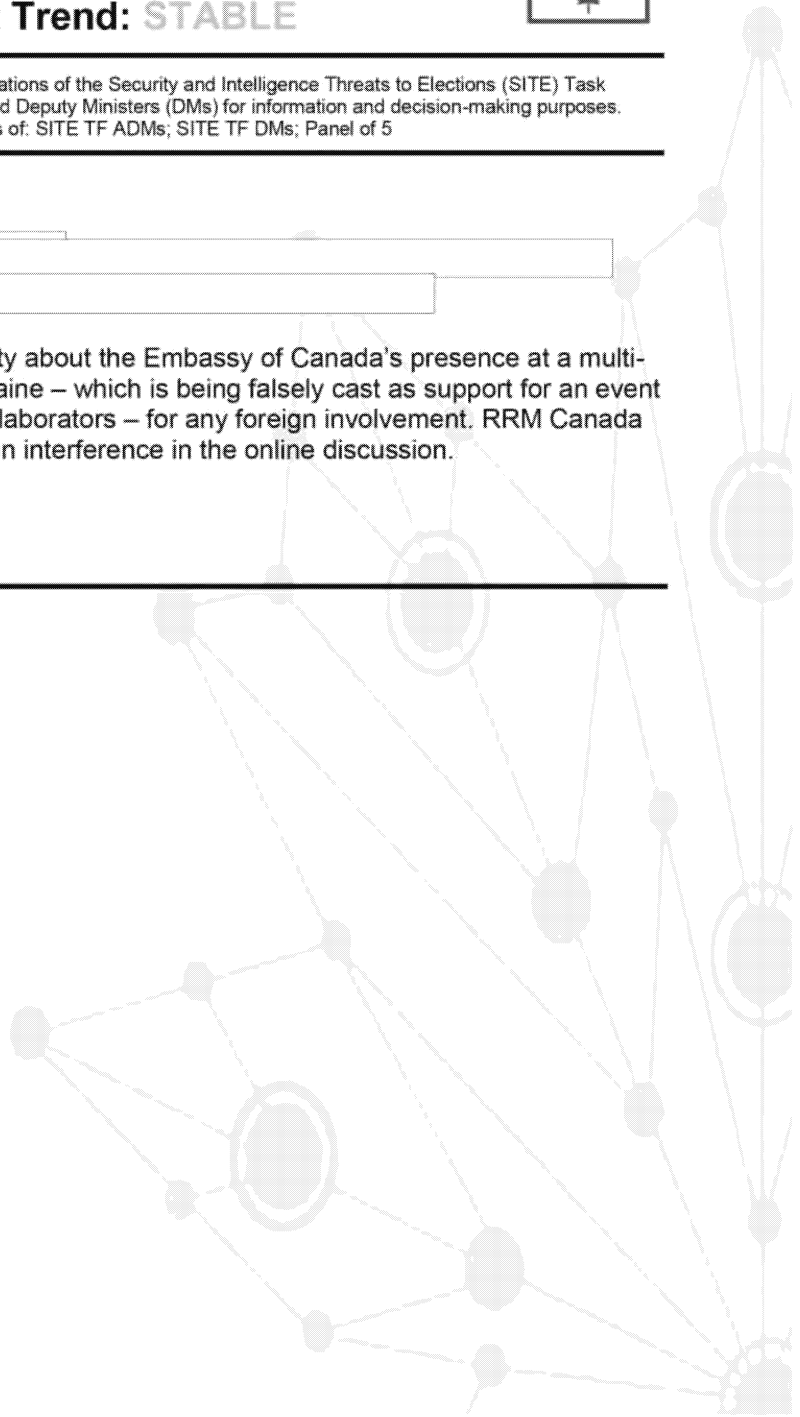 Trend: STABLE
ations of the Security and Intelligence Threats to Elections (SITE) Task
d Deputy Ministers (DMs) for information and decision-making purposes.
s of: SITE TF ADMs; SITE TF DMs; Panel of 5
ty about the Embassy of Canada's presence at a multi-
aine – which is being falsely cast as support for an event
laborators – for any foreign involvement. RRM Canada
n interference in the online discussion.